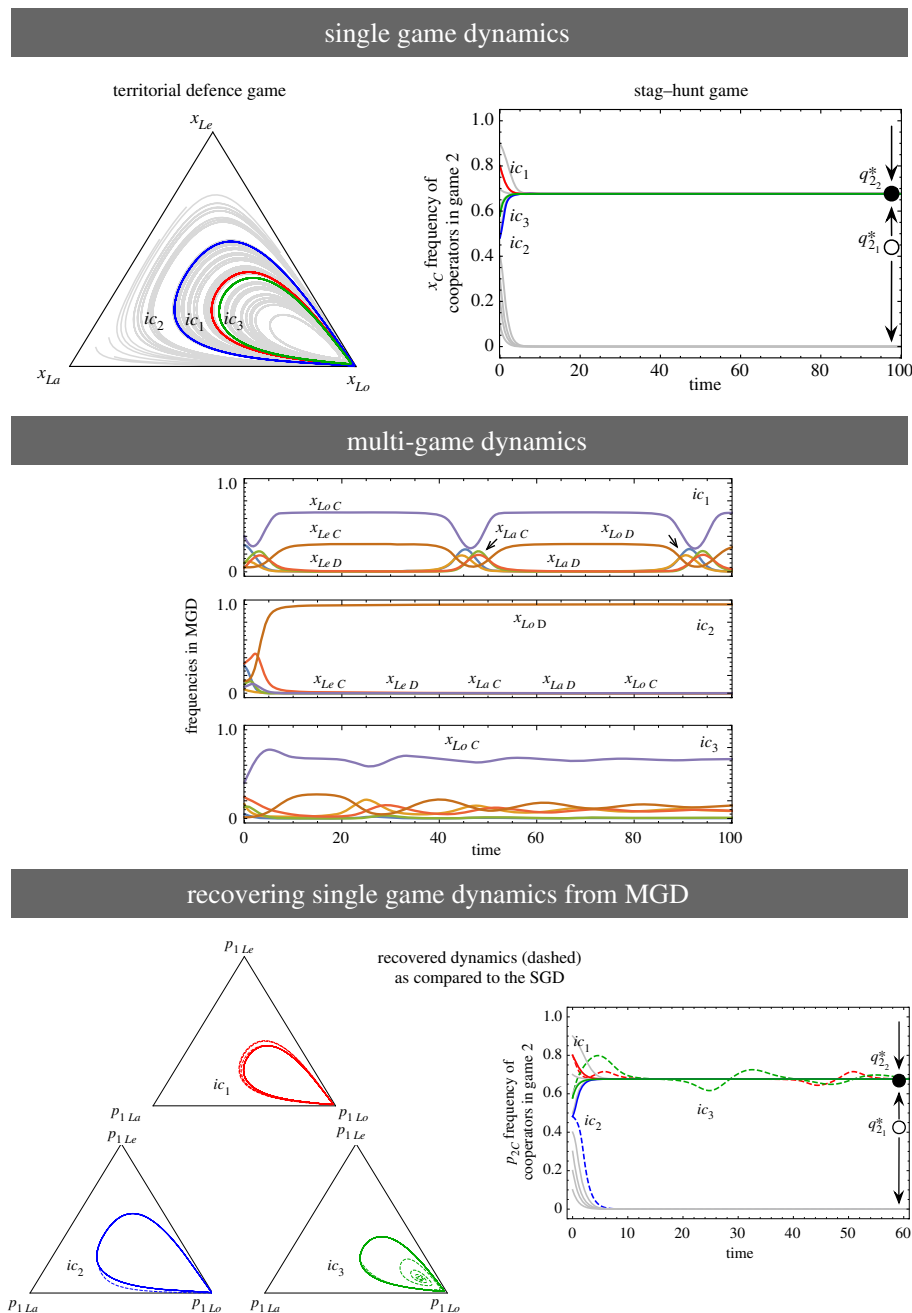 single game dynamics
territorial defence game
x_Le
ic_2
ic_1
ic_3
x_La
x_Lo
stag–hunt game
x_C frequency of
cooperators in game 2
1.0
0.8
0.6
0.4
0.2
0
ic_1
ic_3
ic_2
q*_2_2
q*_2_1
0
20
40
60
80
100
time
multi-game dynamics
frequencies in MGD
1.0
0
x_Lo C
x_Le C
x_Le D
x_La C
x_Lo D
x_La D
ic_1
1.0
0
x_Lo D
ic_2
x_Le C
x_Le D
x_La C
x_La D
x_Lo C
1.0
0
x_Lo C
ic_3
0
20
40
60
80
100
time
recovering single game dynamics from MGD
p_1 Le
ic_1
p_1 La
p_1 Lo
recovered dynamics (dashed)
as compared to the SGD
p_1 Le
ic_2
p_1 La
p_1 Lo
p_1 Le
ic_3
p_1 La
p_1 Lo
p_2C frequency of
cooperators in game 2
1.0
0.8
0.6
0.4
0.2
0
ic_1
ic_2
ic_3
q*_2_2
q*_2_1
0
10
20
30
40
50
60
time